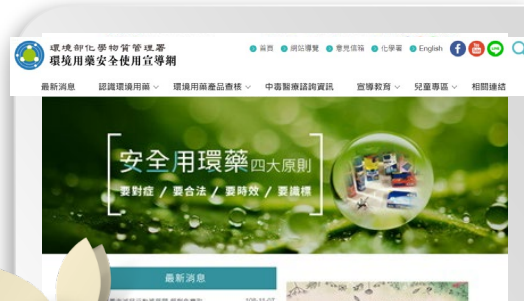 環境部化學物質管理署
環境用藥安全使用宣導網
首頁 網站導覽 意見信箱 化學署 English
最新消息 認識環境用藥 環境用藥產品查核 中毒醫療諮詢資訊 宣導教育 兒童專區 相關連結
安全用環藥四大原則
要對症 / 要合法 / 要時效 / 要識標
最新消息